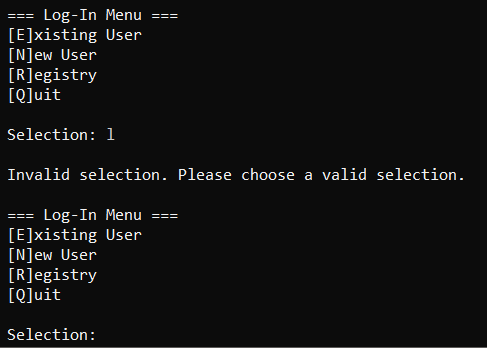 === Log-In Menu ===
[E]xisting User
[N]ew User
[R]egistry
[Q]uit
Selection: l
Invalid selection. Please choose a valid selection.
=== Log-In Menu ===
[E]xisting User
[N]ew User
[R]egistry
[Q]uit
Selection: